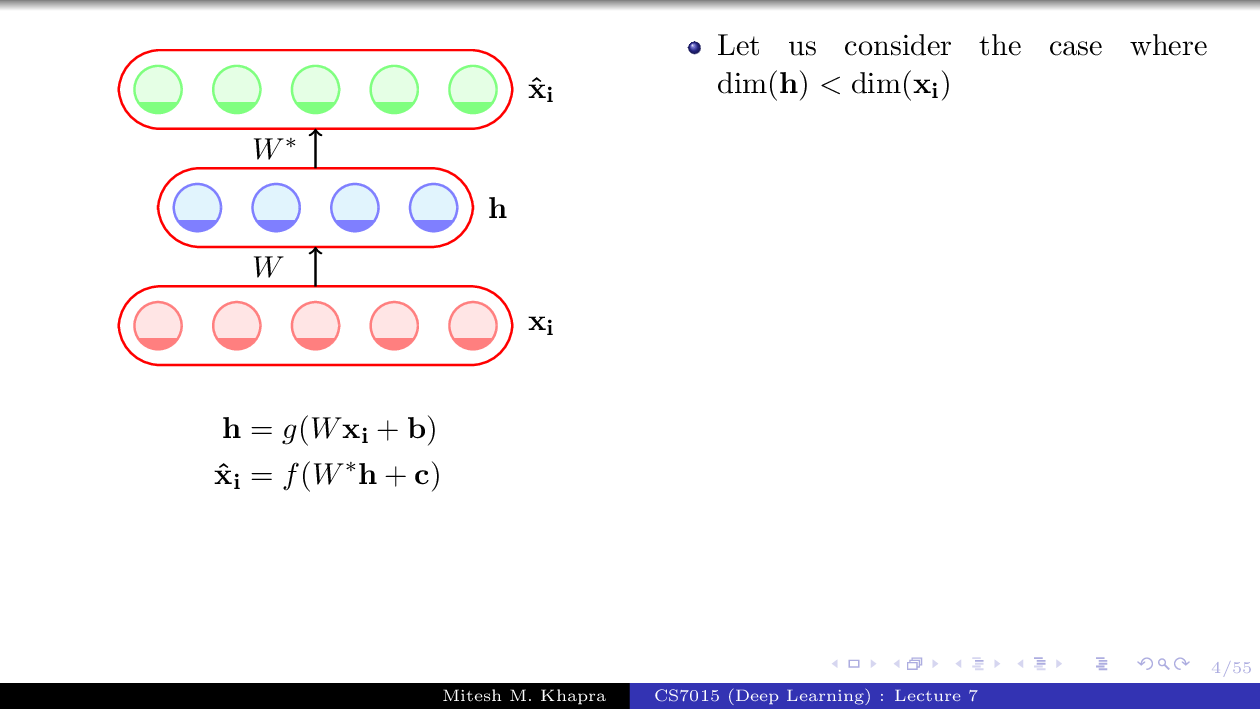 x̂ᵢ
W*
h
W
xᵢ
h = g(Wxᵢ + b)
x̂ᵢ = f(W*h + c)
Let us consider the case where
dim(h) < dim(xᵢ)
4/55
Mitesh M. Khapra
CS7015 (Deep Learning) : Lecture 7